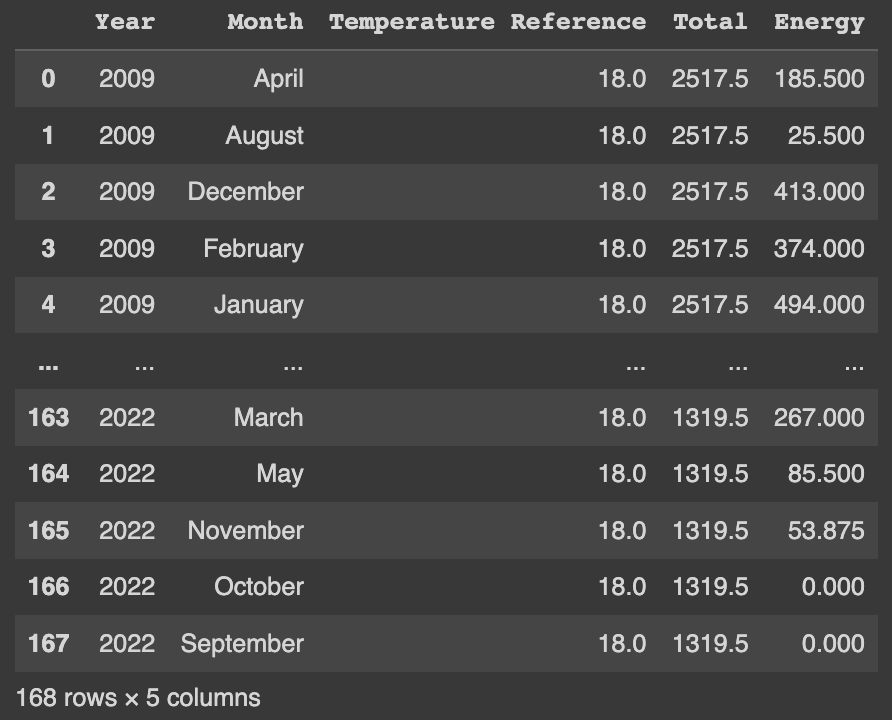 Year Month Temperature Reference Total Energy
0 2009 April 18.0 2517.5 185.500
1 2009 August 18.0 2517.5 25.500
2 2009 December 18.0 2517.5 413.000
3 2009 February 18.0 2517.5 374.000
4 2009 January 18.0 2517.5 494.000
... ... ... ... ... ...
163 2022 March 18.0 1319.5 267.000
164 2022 May 18.0 1319.5 85.500
165 2022 November 18.0 1319.5 53.875
166 2022 October 18.0 1319.5 0.000
167 2022 September 18.0 1319.5 0.000
168 rows × 5 columns